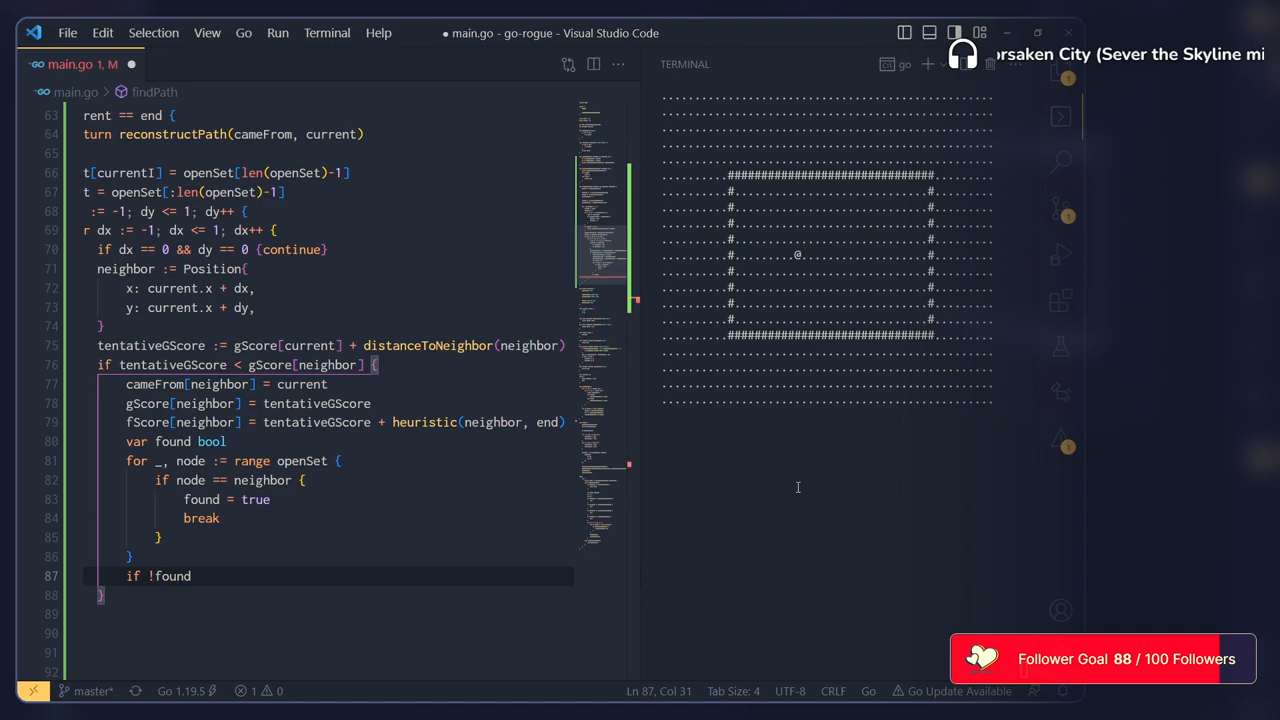 File Edit Selection View Go Run Terminal Help
● main.go - go-rogue - Visual Studio Code
main.go 1, M ●
TERMINAL
go
orsaken City (Sever the Skyline mi
main.go > findPath
63 rent == end {
64 turn reconstructPath(cameFrom, current)
65
66 t[currentI] = openSet[len(openSet)-1]
67 t = openSet[:len(openSet)-1]
68 := -1; dy <= 1; dy++ {
69 r dx := -1; dx <= 1; dx++ {
70 if dx == 0 && dy == 0 {continue}
71 neighbor := Position{
72 x: current.x + dx,
73 y: current.y + dy,
74 }
75 tentativeGScore := gScore[current] + distanceToNeighbor(neighbor)
76 if tentativeGScore < gScore[neighbor] {
77 cameFrom[neighbor] = current
78 gScore[neighbor] = tentativeGScore
79 fScore[neighbor] = tentativeGScore + heuristic(neighbor, end)
80 var found bool
81 for _, node := range openSet {
82 if node == neighbor {
83 found = true
84 break
85 }
86 }
87 if !found
88 }
89
90
91
92
@
1
1
1
Follower Goal 88 / 100 Followers
master* Go 1.19.5 1 0 Ln 87, Col 31 Tab Size: 4 UTF-8 CRLF Go Go Update Available